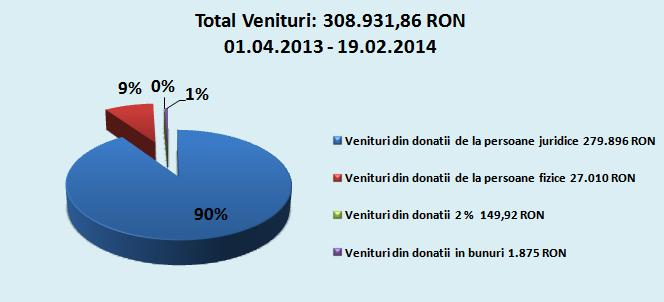 Total Venituri: 308.931,86 RON
01.04.2013 - 19.02.2014
9%
0%
1%
90%
Venituri din donatii de la persoane juridice 279.896 RON
Venituri din donatii de la persoane fizice 27.010 RON
Venituri din donatii 2 % 149,92 RON
Venituri din donatii in bunuri 1.875 RON